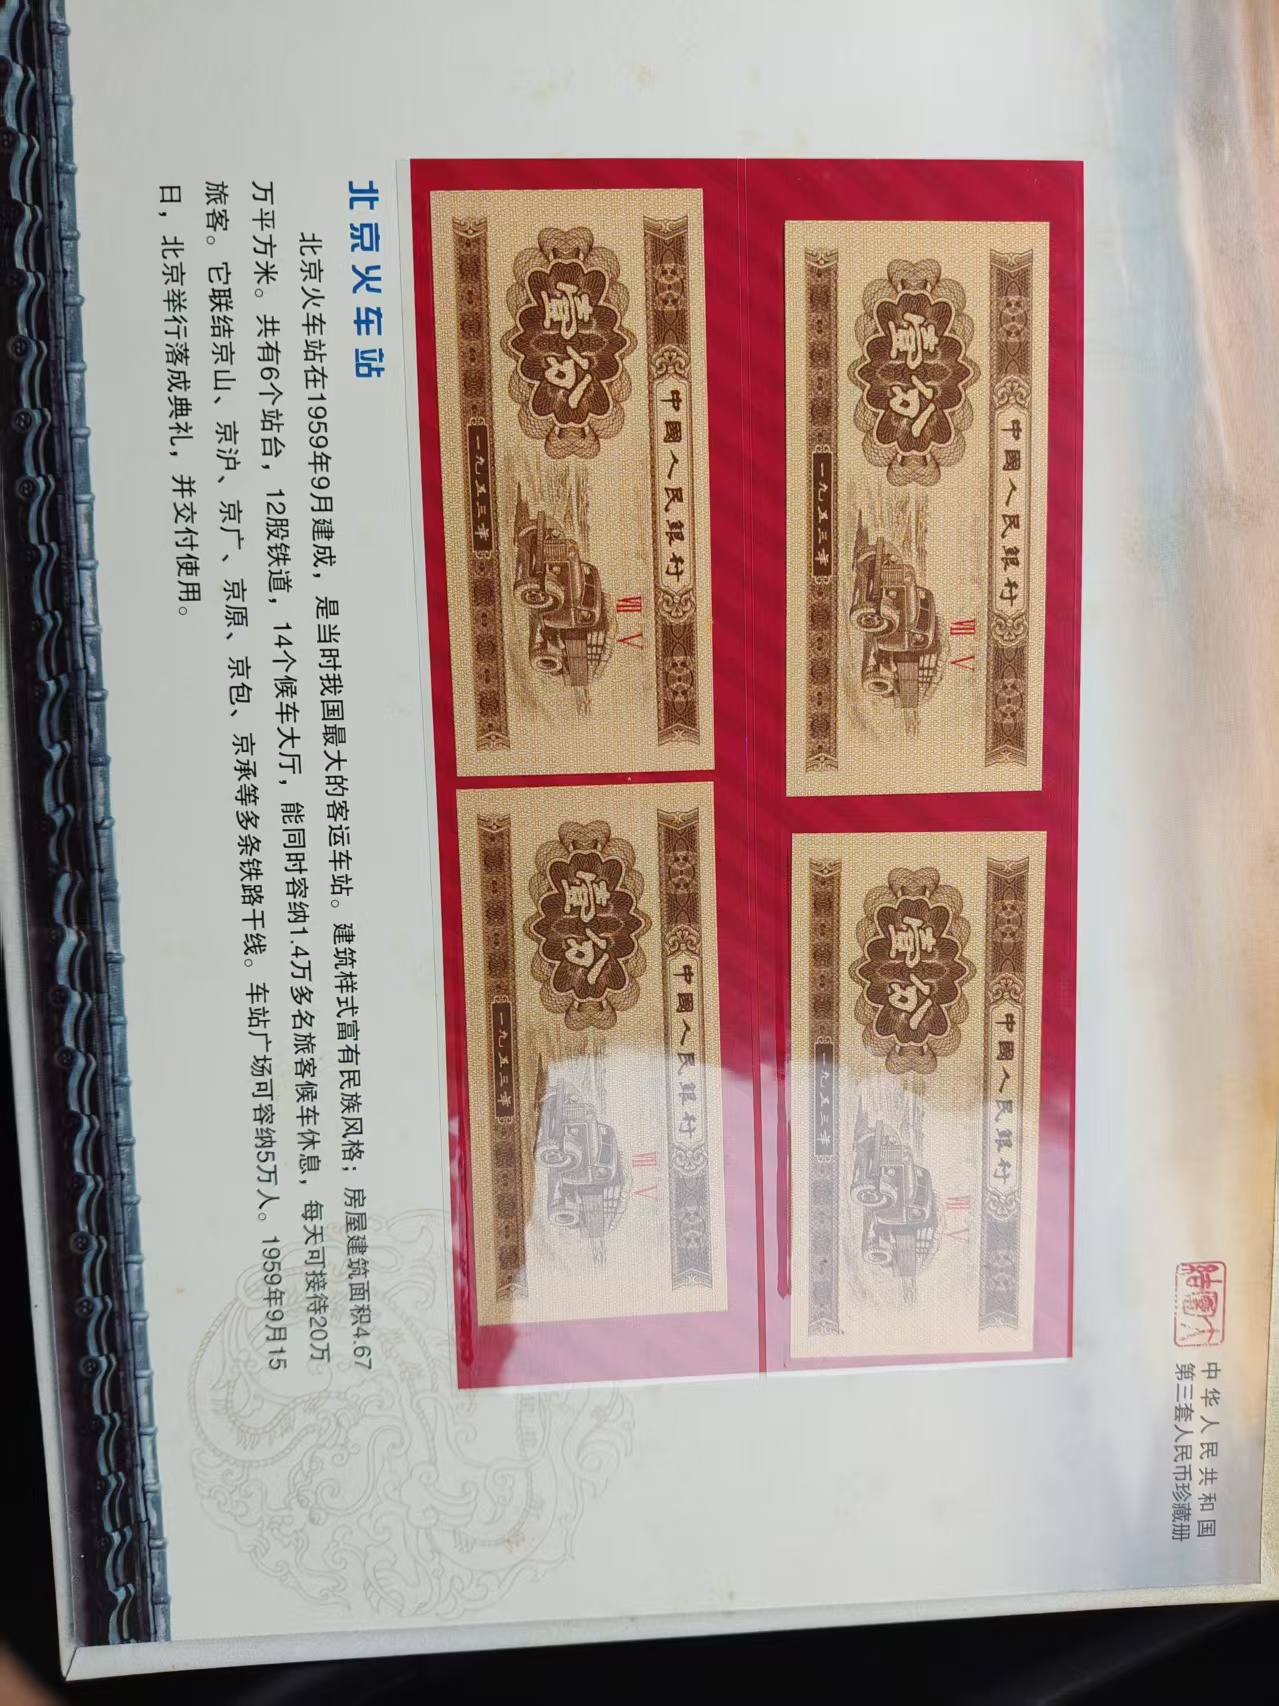 中华人民共和国
第三套人民币珍藏册
中國人民銀行
壹分
VII V
一九五三年
中國人民銀行
壹分
VII V
一九五三年
中國人民銀行
壹分
VII V
一九五三年
中國人民銀行
壹分
VII V
一九五三年
北京火车站
北京火车站在1959年9月建成，是当时我国最大的客运车站。建筑样式富有民族风格；房屋建筑面积4.67
万平方米。共有6个站台，12股铁道，14个候车大厅，能同时容纳1.4万多名旅客候车休息，每天可接待20万
旅客。它联结京山、京沪、京广、京原、京包、京承等多条铁路干线。车站广场可容纳5万人。1959年9月15
日，北京举行落成典礼，并交付使用。